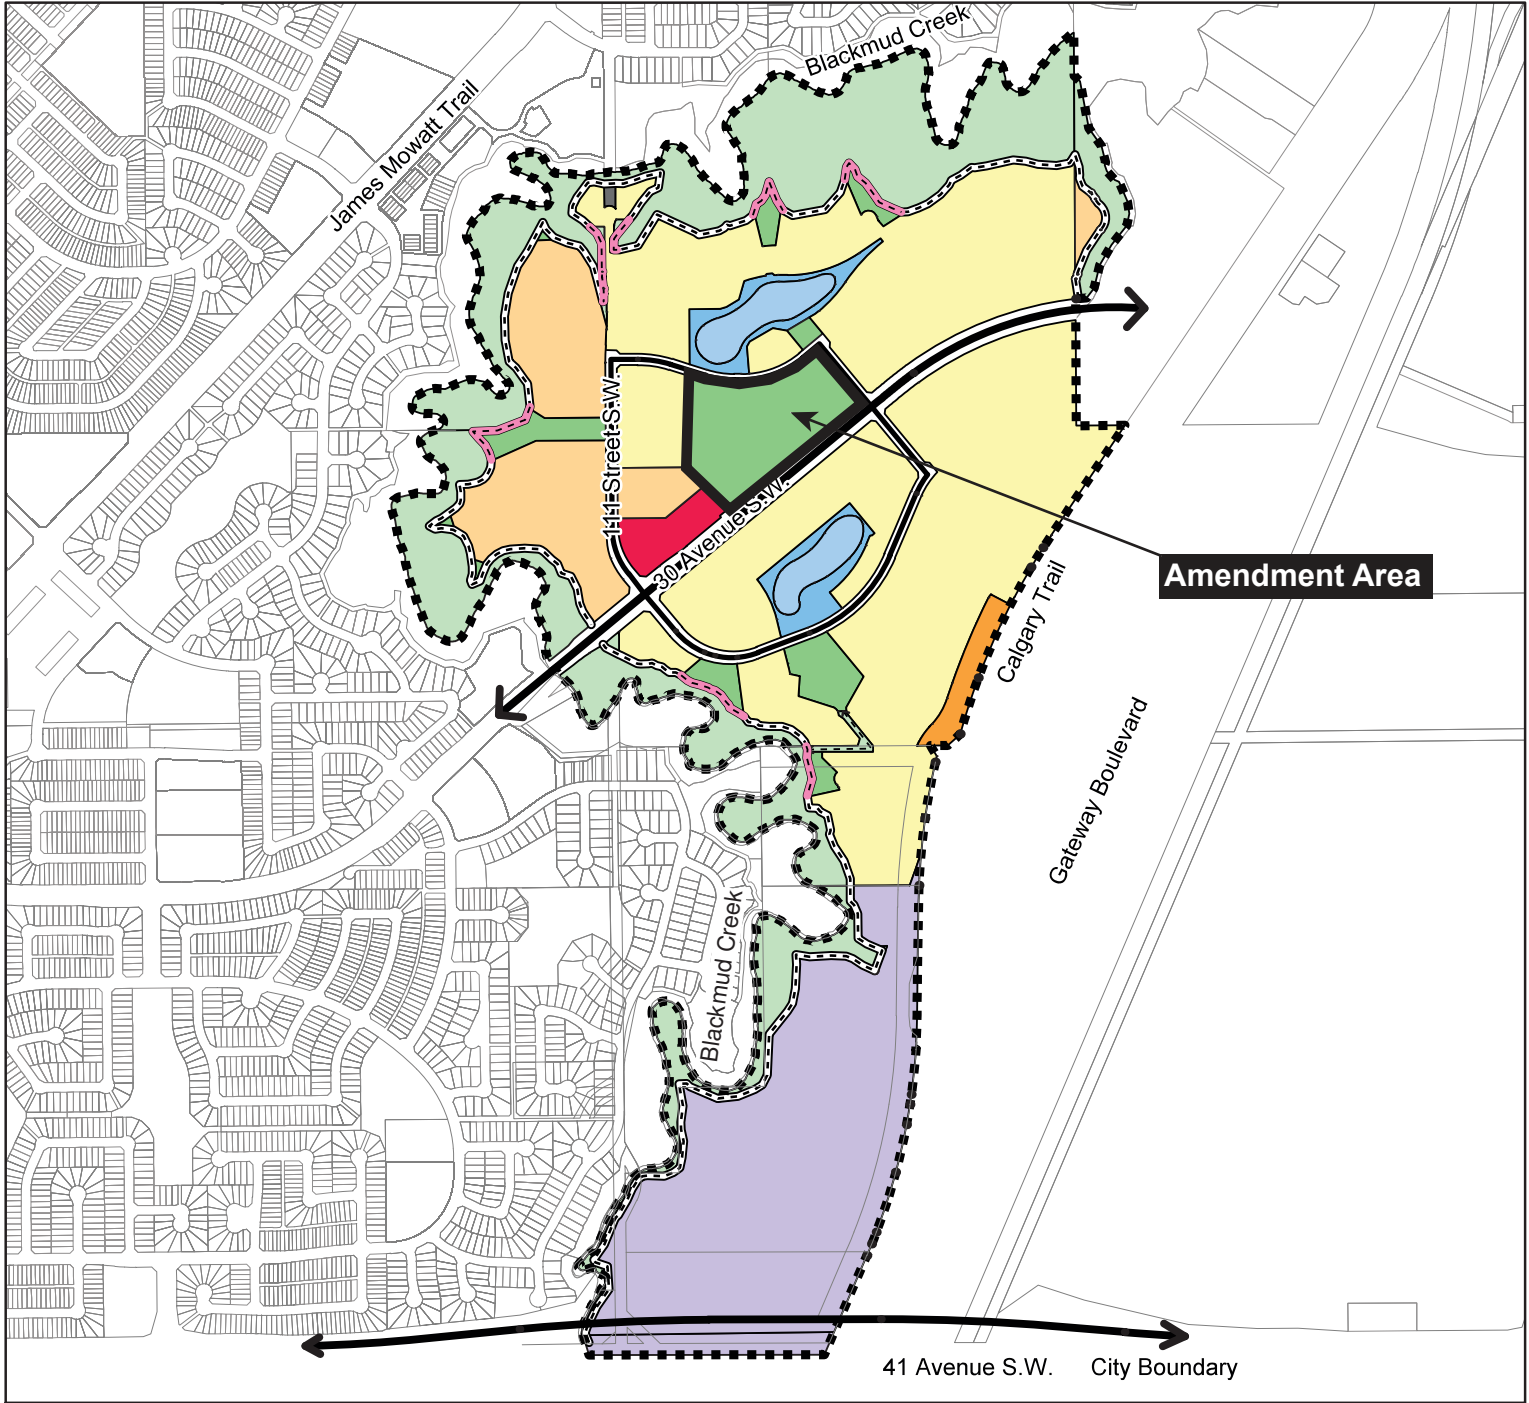 Blackmud Creek
James Mowatt Trail
111 Street S.W.
30 Avenue S.W.
Amendment Area
Calgary Trail
Gateway Boulevard
Blackmud Creek
41 Avenue S.W.
City Boundary